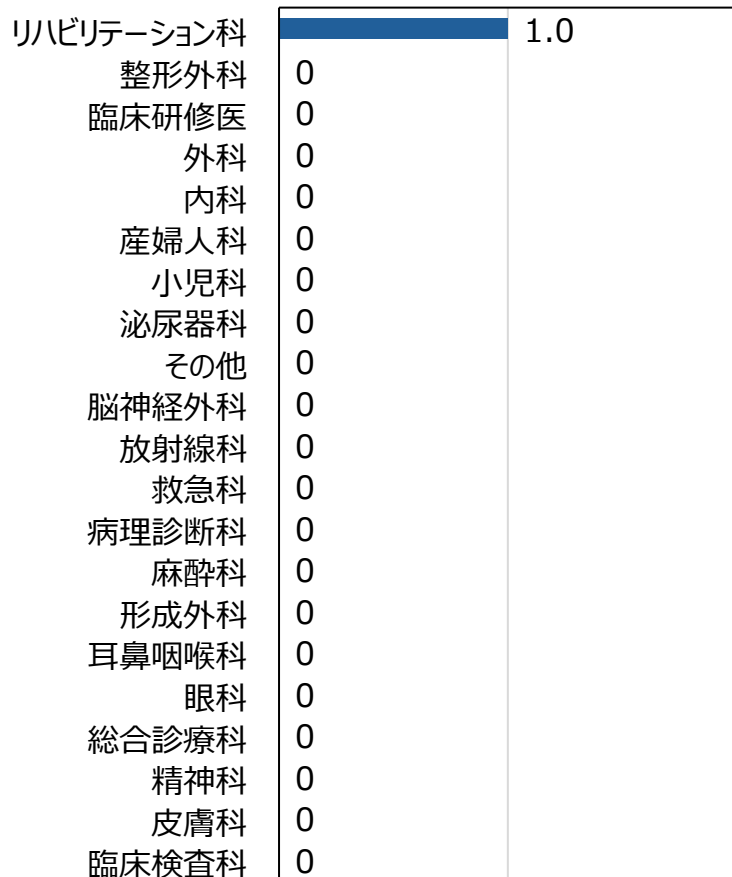 リハビリテーション科 1.0
整形外科 0
臨床研修医 0
外科 0
内科 0
産婦人科 0
小児科 0
泌尿器科 0
その他 0
脳神経外科 0
放射線科 0
救急科 0
病理診断科 0
麻酔科 0
形成外科 0
耳鼻咽喉科 0
眼科 0
総合診療科 0
精神科 0
皮膚科 0
臨床検査科 0